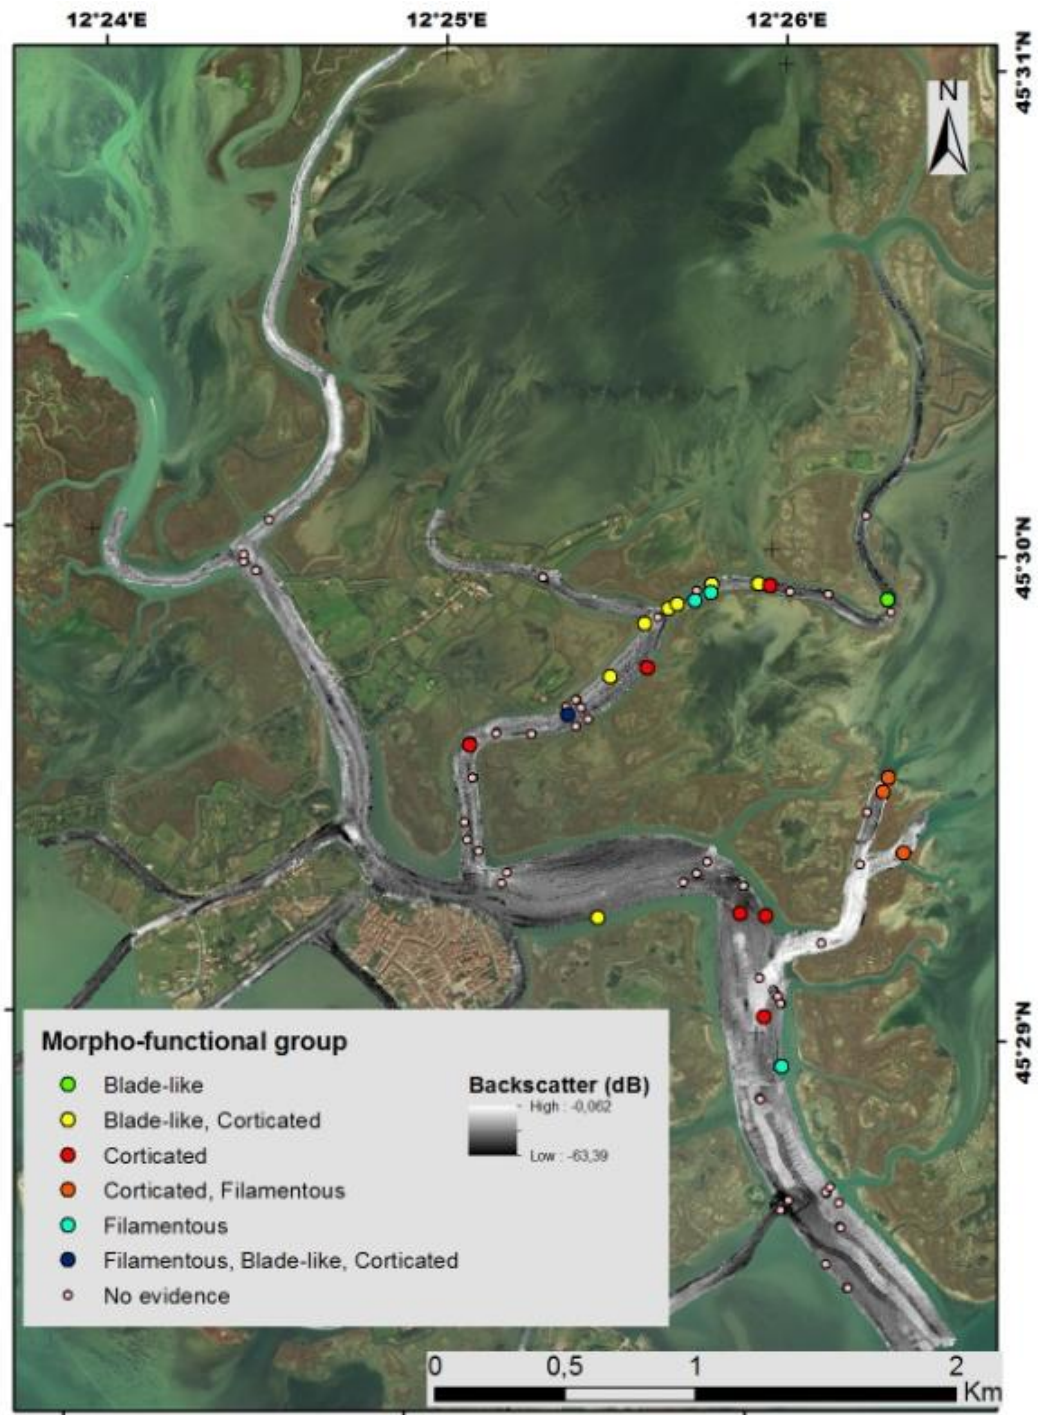 12°24'E 12°25'E 12°26'E
45°31'N
N
45°30'N
45°29'N
Morpho-functional group
Blade-like
Blade-like, Corticated
Corticated
Corticated, Filamentous
Filamentous
Filamentous, Blade-like, Corticated
No evidence
Backscatter (dB)
High : -0,062
Low : -63,39
0 0,5 1 2
Km